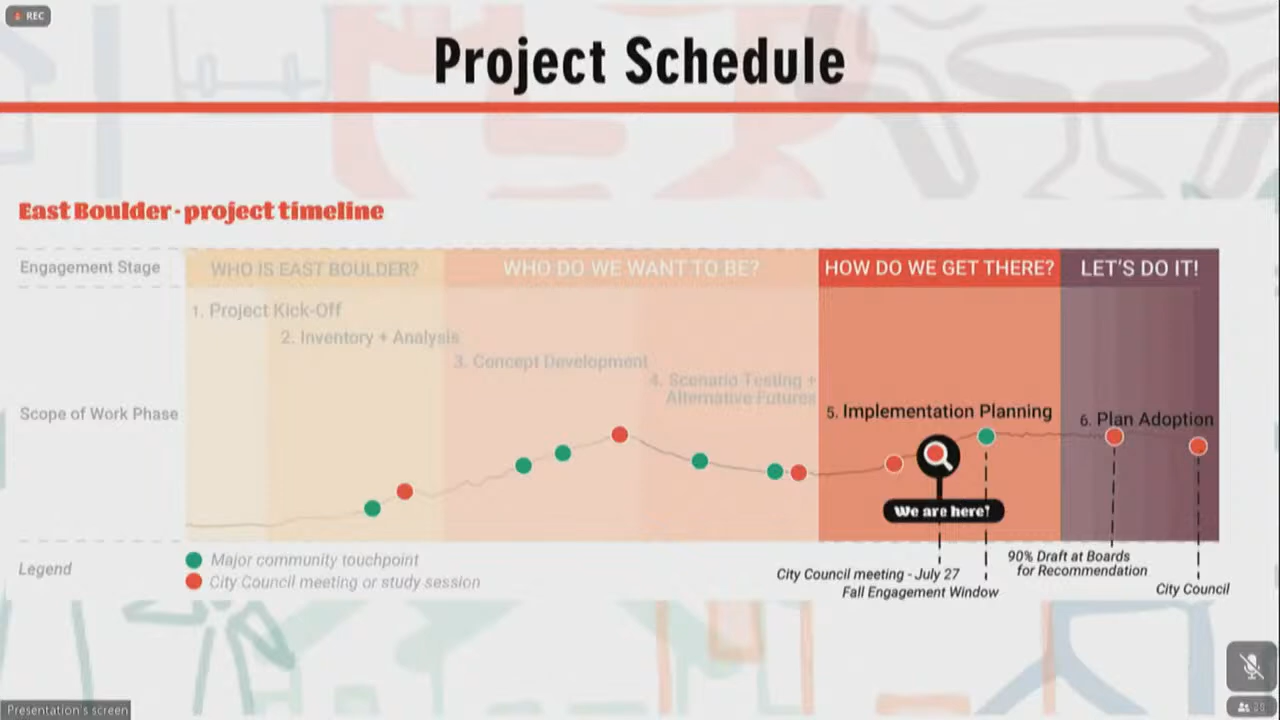 REC
Project Schedule
East Boulder - project timeline
Engagement Stage
WHO IS EAST BOULDER?
WHO DO WE WANT TO BE?
HOW DO WE GET THERE?
LET'S DO IT!
1. Project Kick-Off
2. Inventory + Analysis
3. Concept Development
4. Scenario Testing +
Alternative Futures
Scope of Work Phase
5. Implementation Planning
6. Plan Adoption
We are here!
Legend
Major community touchpoint
City Council meeting or study session
City Council meeting - July 27
Fall Engagement Window
90% Draft at Boards
for Recommendation
City Council
Presentation's screen